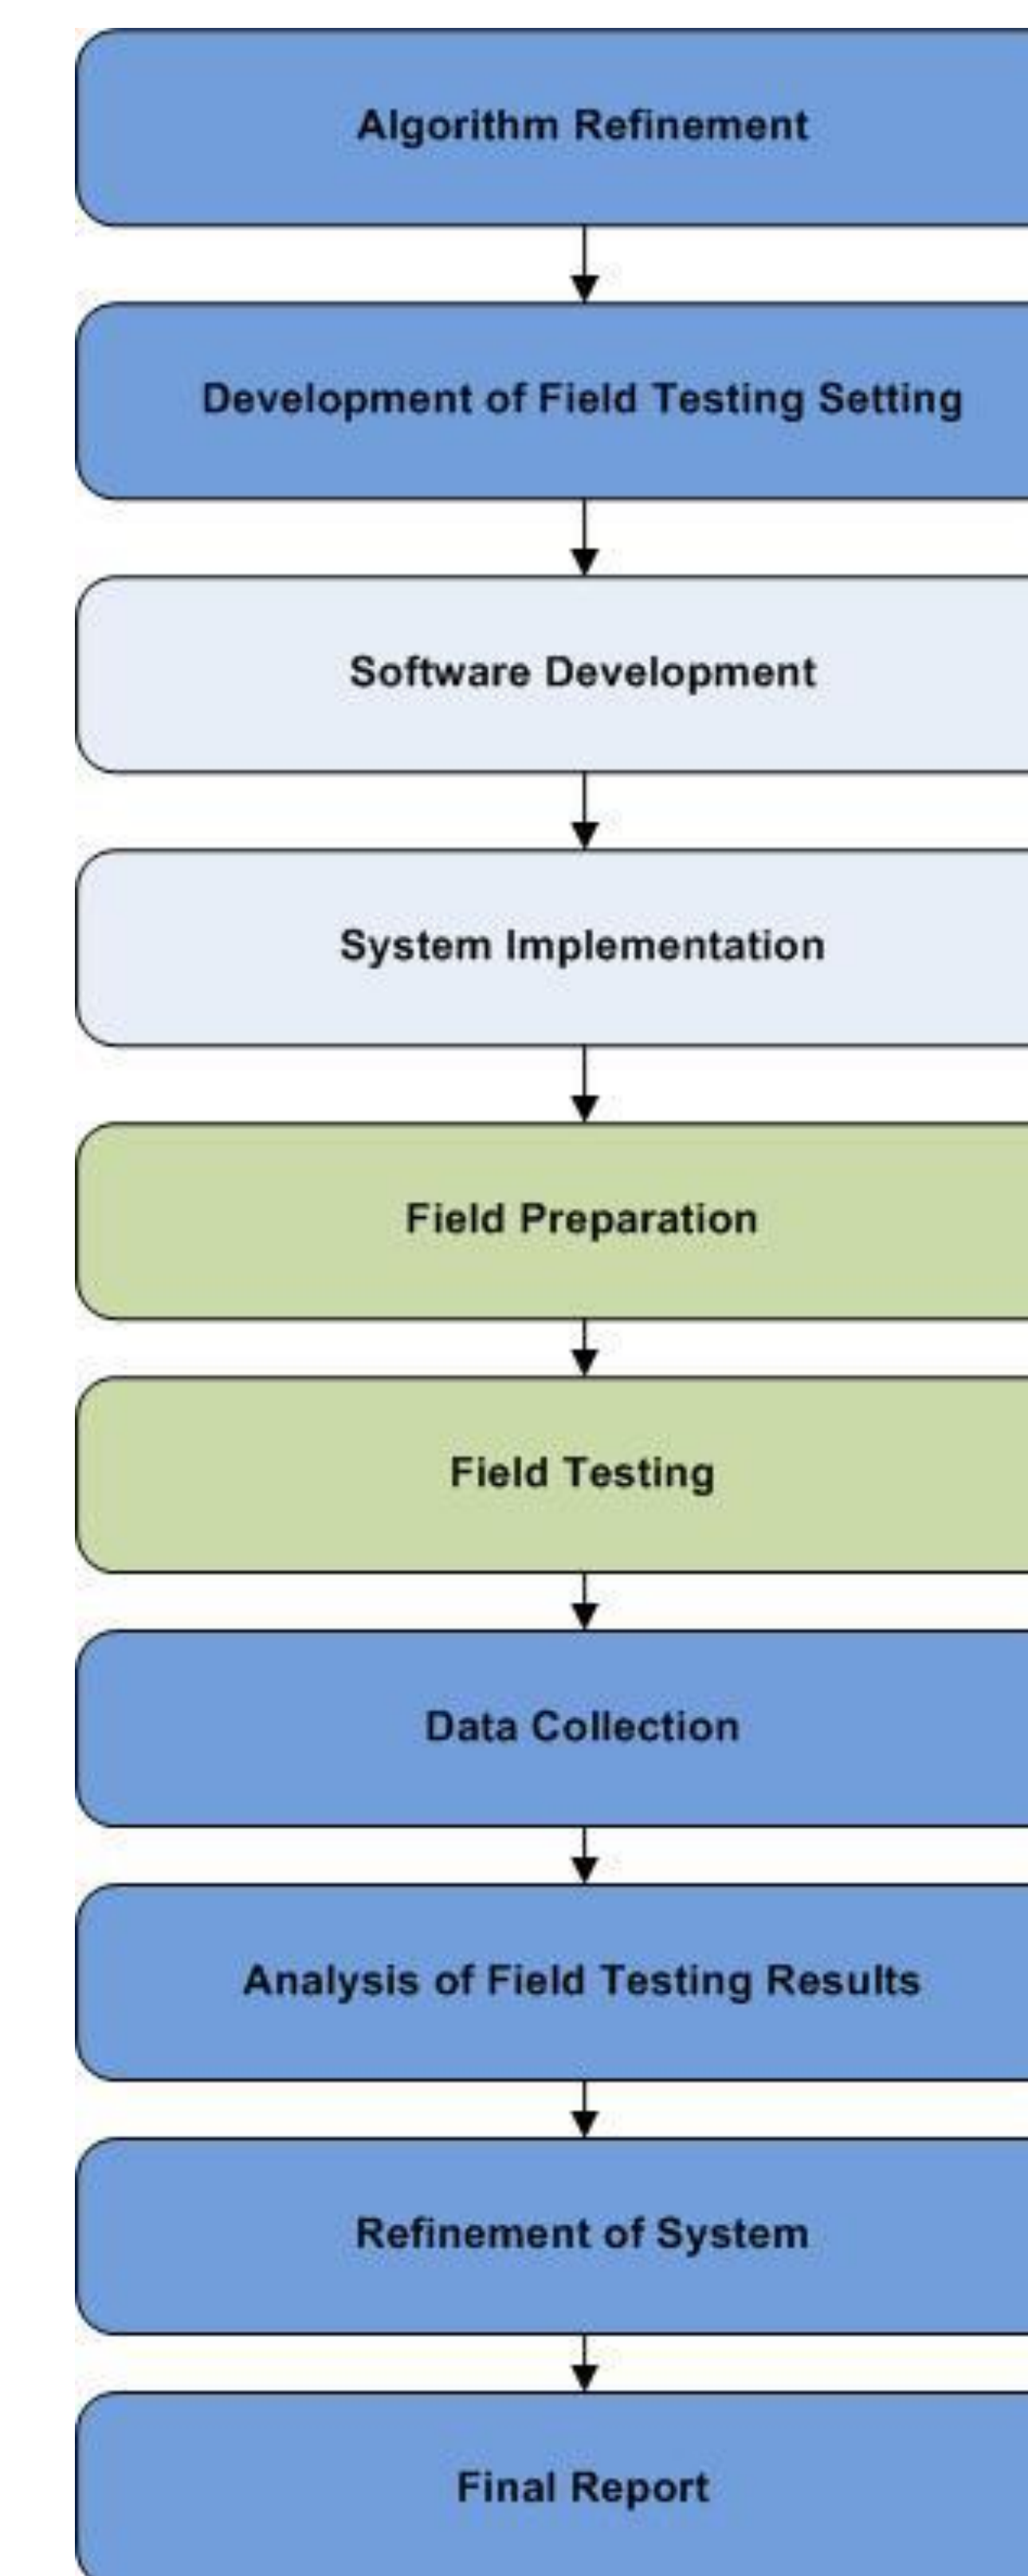 Algorithm Refinement
Development of Field Testing Setting
Software Development
System Implementation
Field Preparation
Field Testing
Data Collection
Analysis of Field Testing Results
Refinement of System
Final Report